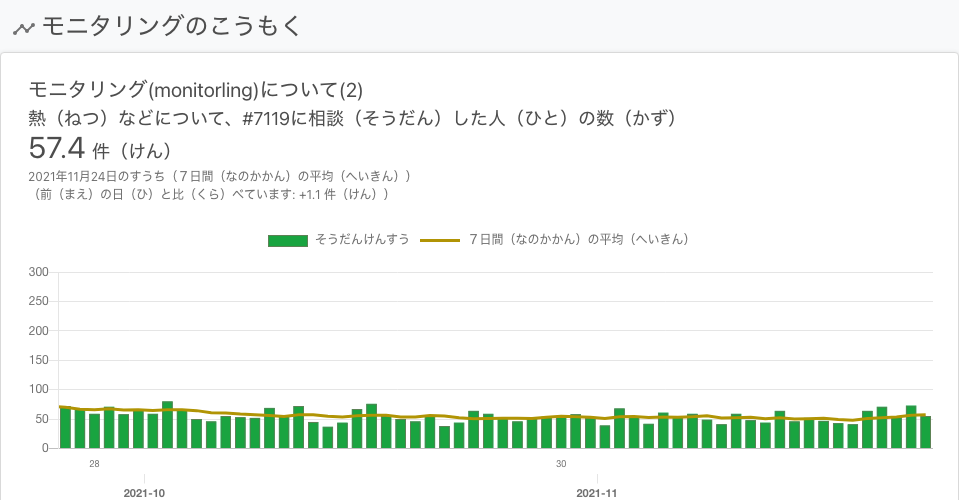 モニタリングのこうもく
モニタリング(monitorling)について(2)
熱（ねつ）などについて、#7119に相談（そうだん）した人（ひと）の数（かず）
57.4 件（けん）
2021年11月24日のすうち（７日間（なのかかん）の平均（へいきん））
（前（まえ）の日（ひ）と比（くら）べています: +1.1 件（けん））
そうだんけんすう ７日間（なのかかん）の平均（へいきん）
300
250
200
150
100
50
0
28 30
2021-10 2021-11